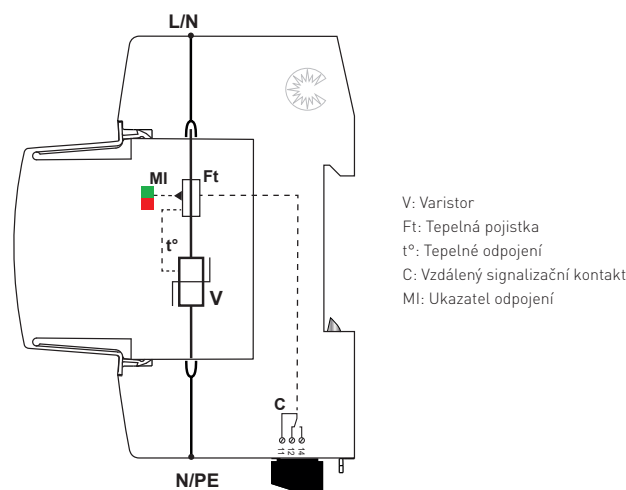 L/N
MI
Ft
t°
V
C
11 12 14
N/PE
V: Varistor
Ft: Tepelná pojistka
t°: Tepelné odpojení
C: Vzdálený signalizační kontakt
MI: Ukazatel odpojení